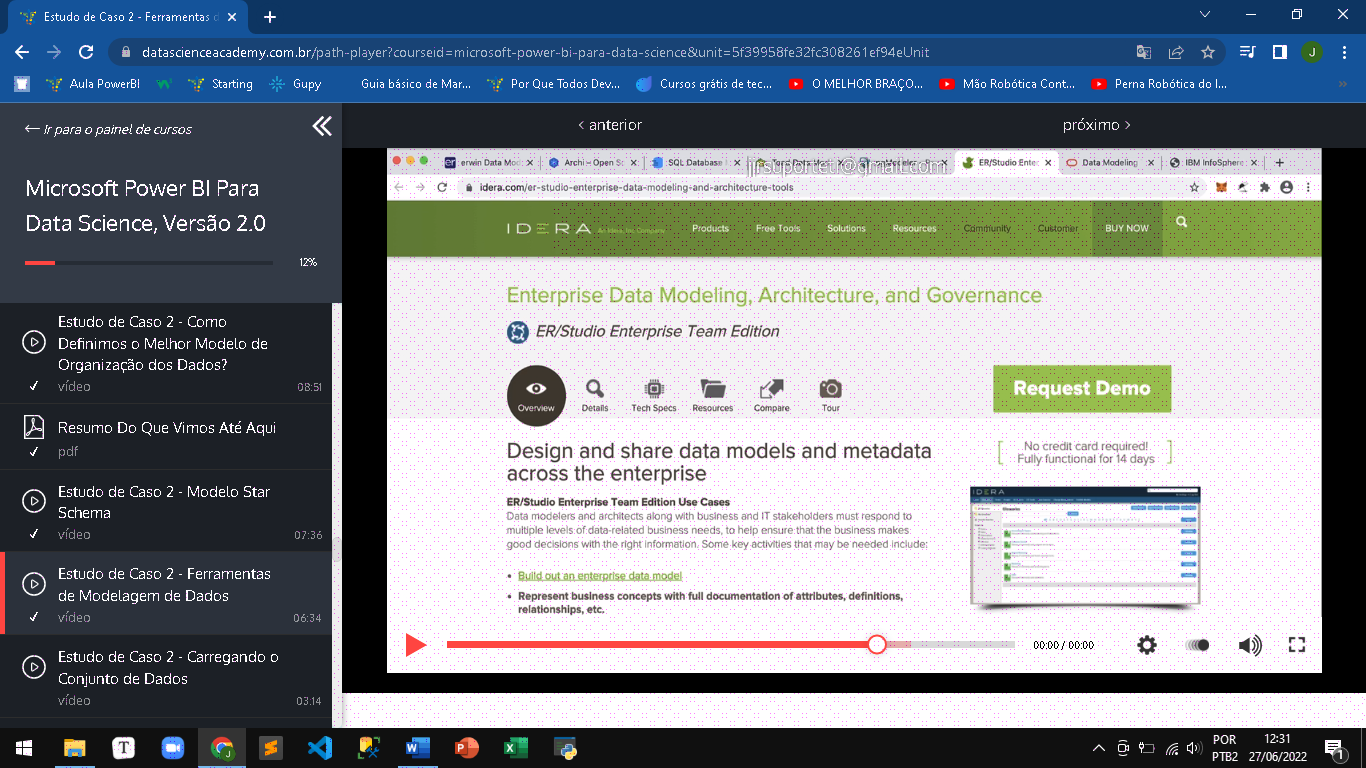 Estudo de Caso 2 - Ferramentas d
datascienceacademy.com.br/path-player?courseid=microsoft-power-bi-para-data-science&unit=5f39958fe32fc308261ef94eUnit
J
Aula PowerBI
Starting
Gupy
Guia básico de Mar...
Por Que Todos Dev...
Cursos grátis de tec...
O MELHOR BRAÇO...
Mão Robótica Cont...
Perna Robótica do I...
»
← Ir para o painel de cursos
Microsoft Power BI Para
Data Science, Versão 2.0
12%
Estudo de Caso 2 - Como
Definimos o Melhor Modelo de
Organização dos Dados?
vídeo 08:51
Resumo Do Que Vimos Até Aqui
pdf
Estudo de Caso 2 - Modelo Star
Schema
vídeo 07:36
Estudo de Caso 2 - Ferramentas
de Modelagem de Dados
vídeo 06:34
Estudo de Caso 2 - Carregando o
Conjunto de Dados
vídeo 03:14
‹ anterior próximo ›
erwin Data Mod
Archi – Open S
SQL Database
ER/Studio Enter
Data Modeling
IBM InfoSphere
jjrsuporteti@gmail.com
idera.com/er-studio-enterprise-data-modeling-and-architecture-tools
IDERA
Products Free Tools Solutions Resources Community Customer BUY NOW
Enterprise Data Modeling, Architecture, and Governance
ER/Studio Enterprise Team Edition
Overview Details Tech Specs Resources Compare Tour
Request Demo
No credit card required!
Fully functional for 14 days
Design and share data models and metadata
across the enterprise
ER/Studio Enterprise Team Edition Use Cases
Data modelers and architects along with business and IT stakeholders must respond to
multiple levels of data-related business needs, to help ensure that the business makes
good decisions with the right information. Some key activities that may be needed include:
• Build out an enterprise data model
• Represent business concepts with full documentation of attributes, definitions,
relationships, etc.
IDERA
00:00 / 00:00
POR
PTB2
12:31
27/06/2022
1